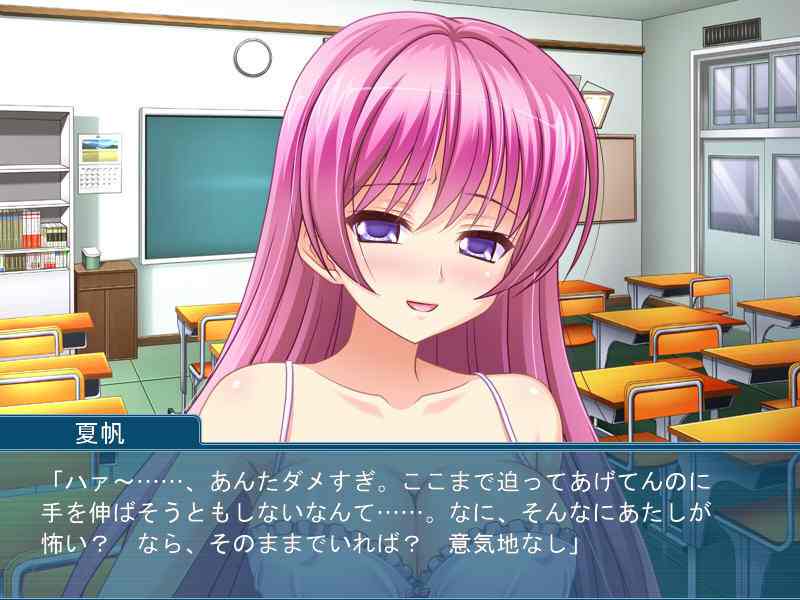 夏帆
「ハァ～……、あんたダメすぎ。ここまで迫ってあげてんのに
手を伸ばそうともしないなんて……。なに、そんなにあたしが
怖い？　なら、そのままでいれば？　意気地なし」